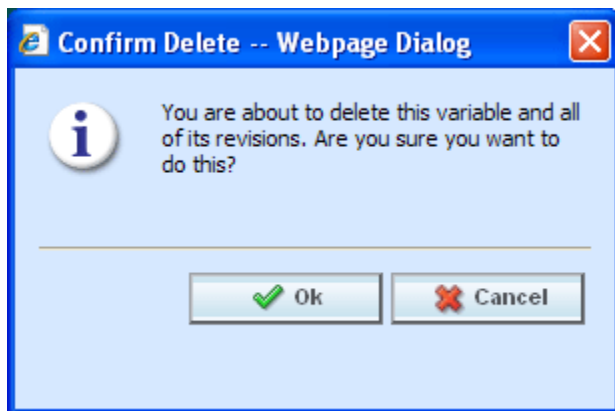 Confirm Delete -- Webpage Dialog
You are about to delete this variable and all
of its revisions. Are you sure you want to
do this?
Ok
Cancel